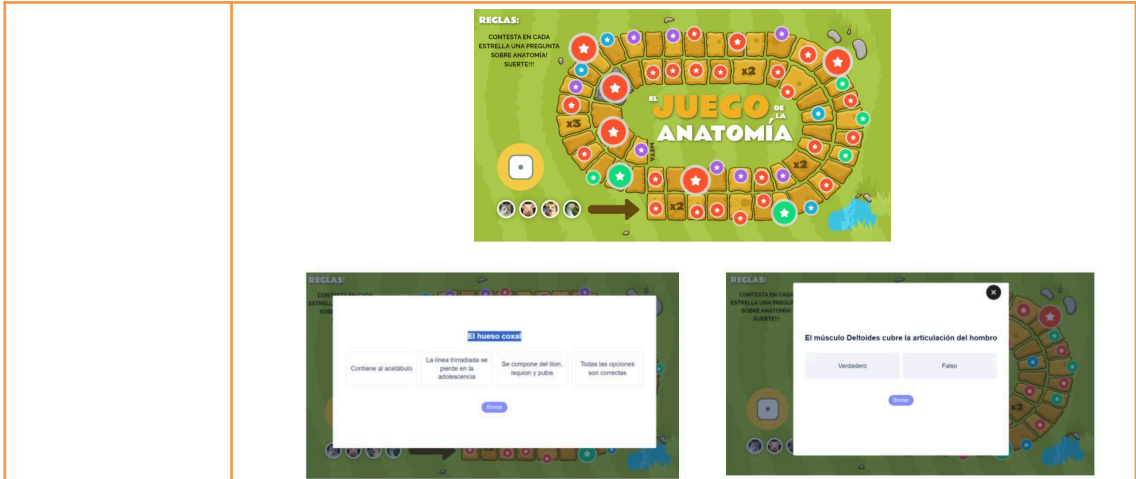 REGLAS:
CONTESTA EN CADA
ESTRELLA UNA PREGUNTA
SOBRE ANATOMÍA!
SUERTE!!!
x2
x3
EL
JUEGO
DE
LA
ANATOMÍA
META
x2
x2
REGLAS:
El hueso coxal
Contiene al acetábulo
La línea trirradiada se
pierde en la
adolescencia
Se compone del ilion,
isquion y pubis
Todas las opciones
son correctas
Enviar
REGLAS:
CONTESTA EN CADA
ESTRELLA UNA PREGUNTA
SOBRE ANATOMÍA!
SUERTE!!!
El músculo Deltoides cubre la articulación del hombro
Verdadero
Falso
Enviar
x2